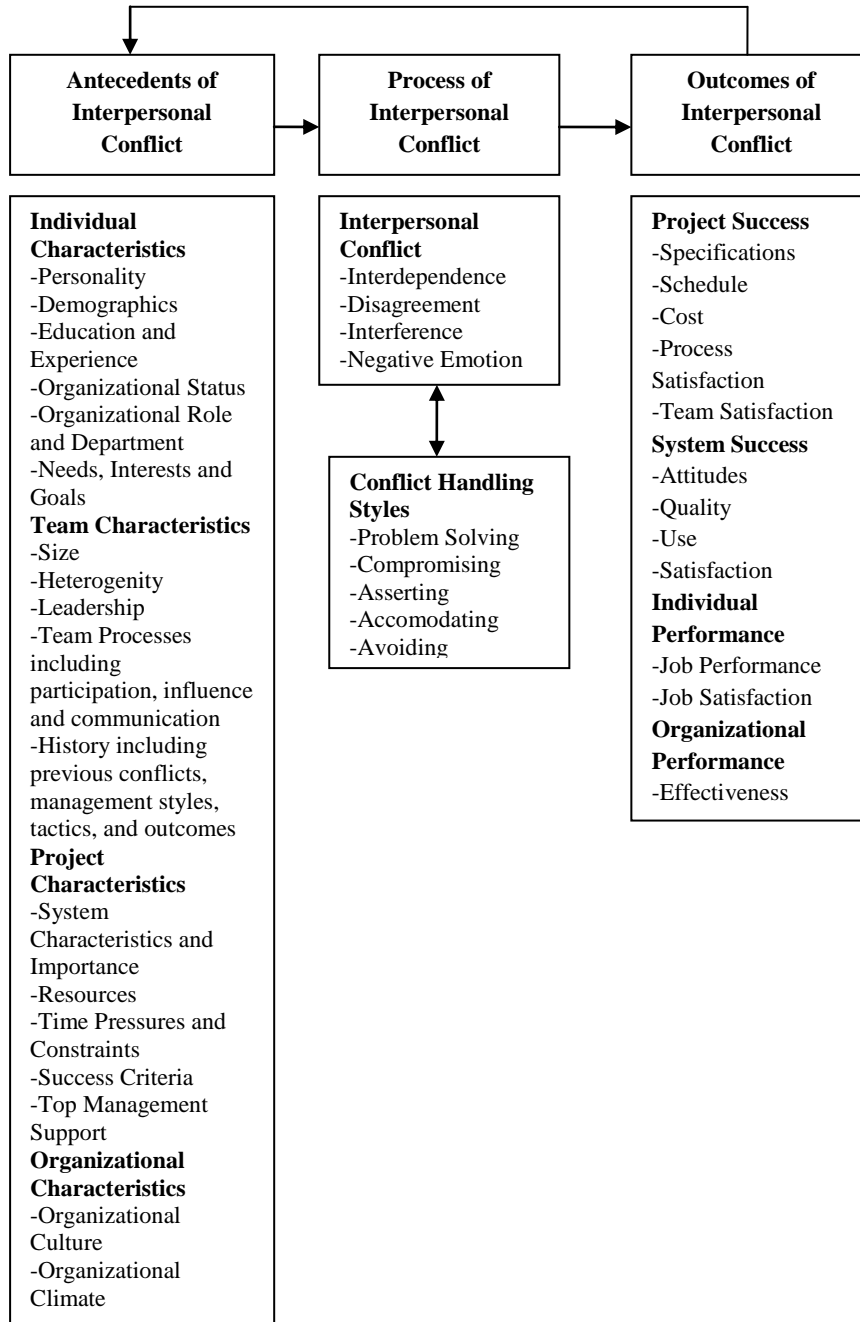 Antecedents of
Interpersonal
Conflict
Process of
Interpersonal
Conflict
Outcomes of
Interpersonal
Conflict
Individual
Characteristics
-Personality
-Demographics
-Education and
Experience
-Organizational Status
-Organizational Role
and Department
-Needs, Interests and
Goals
Team Characteristics
-Size
-Heterogenity
-Leadership
-Team Processes
including
participation, influence
and communication
-History including
previous conflicts,
management styles,
tactics, and outcomes
Project
Characteristics
-System
Characteristics and
Importance
-Resources
-Time Pressures and
Constraints
-Success Criteria
-Top Management
Support
Organizational
Characteristics
-Organizational
Culture
-Organizational
Climate
Interpersonal
Conflict
-Interdependence
-Disagreement
-Interference
-Negative Emotion
Conflict Handling
Styles
-Problem Solving
-Compromising
-Asserting
-Accomodating
-Avoiding
Project Success
-Specifications
-Schedule
-Cost
-Process
Satisfaction
-Team Satisfaction
System Success
-Attitudes
-Quality
-Use
-Satisfaction
Individual
Performance
-Job Performance
-Job Satisfaction
Organizational
Performance
-Effectiveness